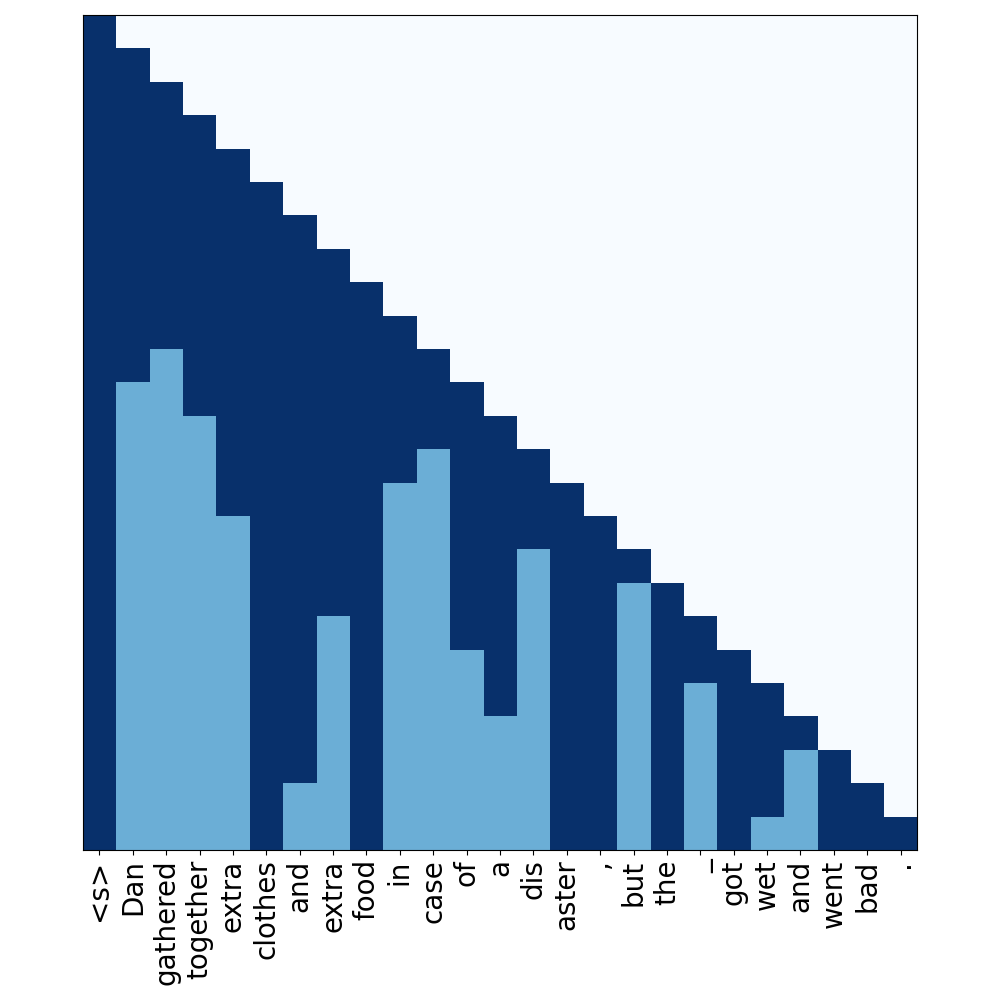 <s> Dan gathered together extra clothes and extra food in case of a dis aster , but the _ got wet and went bad .